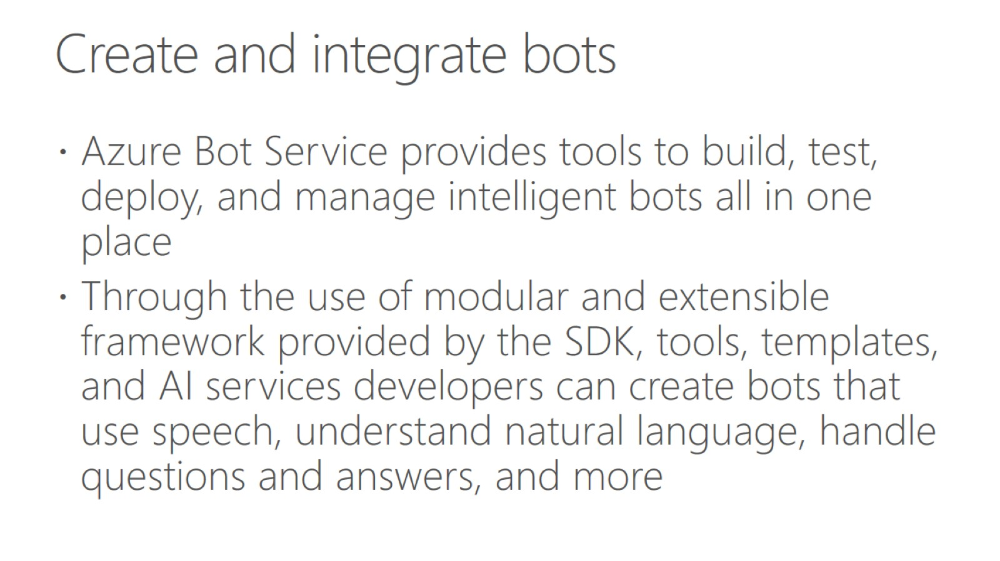 Create and integrate bots
• Azure Bot Service provides tools to build, test,
deploy, and manage intelligent bots all in one
place
• Through the use of modular and extensible
framework provided by the SDK, tools, templates,
and AI services developers can create bots that
use speech, understand natural language, handle
questions and answers, and more